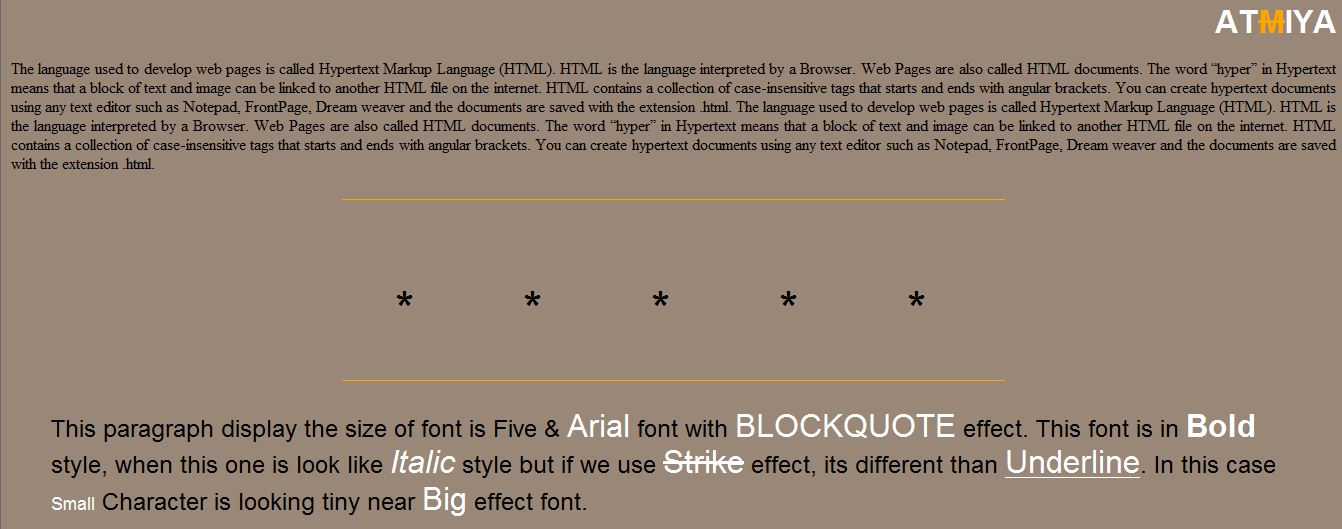 ATMIYA
The language used to develop web pages is called Hypertext Markup Language (HTML). HTML is the language interpreted by a Browser. Web Pages are also called HTML documents. The word “hyper” in Hypertext
means that a block of text and image can be linked to another HTML file on the internet. HTML contains a collection of case-insensitive tags that starts and ends with angular brackets. You can create hypertext documents
using any text editor such as Notepad, FrontPage, Dream weaver and the documents are saved with the extension .html. The language used to develop web pages is called Hypertext Markup Language (HTML). HTML is
the language interpreted by a Browser. Web Pages are also called HTML documents. The word “hyper” in Hypertext means that a block of text and image can be linked to another HTML file on the internet. HTML
contains a collection of case-insensitive tags that starts and ends with angular brackets. You can create hypertext documents using any text editor such as Notepad, FrontPage, Dream weaver and the documents are saved
with the extension .html.
* * * * *
This paragraph display the size of font is Five & Arial font with BLOCKQUOTE effect. This font is in Bold
style, when this one is look like Italic style but if we use Strike effect, its different than Underline. In this case
Small Character is looking tiny near Big effect font.